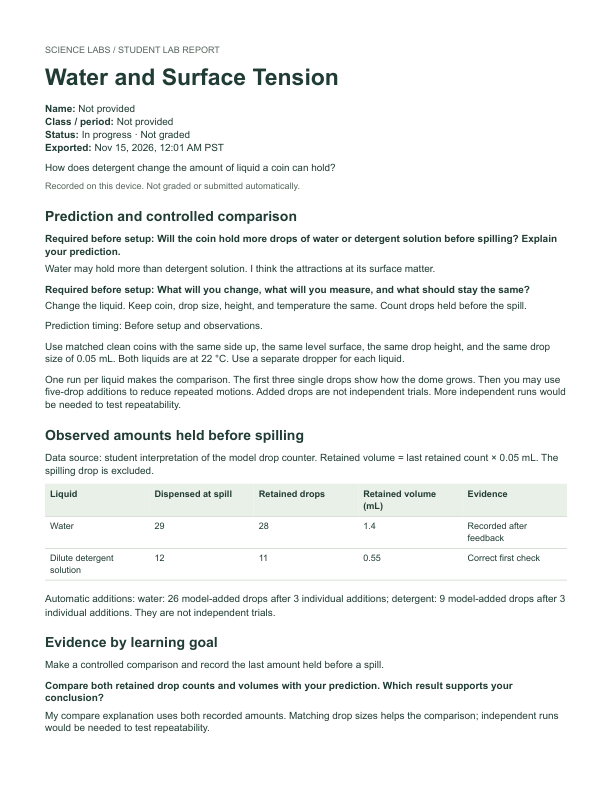 SCIENCE LABS / STUDENT LAB REPORT
Water and Surface Tension
Name: Not provided
Class / period: Not provided
Status: In progress · Not graded
Exported: Nov 15, 2026, 12:01 AM PST
How does detergent change the amount of liquid a coin can hold?
Recorded on this device. Not graded or submitted automatically.
Prediction and controlled comparison
Required before setup: Will the coin hold more drops of water or detergent solution before spilling? Explain
your prediction.
Water may hold more than detergent solution. I think the attractions at its surface matter.
Required before setup: What will you change, what will you measure, and what should stay the same?
Change the liquid. Keep coin, drop size, height, and temperature the same. Count drops held before the spill.
Prediction timing: Before setup and observations.
Use matched clean coins with the same side up, the same level surface, the same drop height, and the same drop
size of 0.05 mL. Both liquids are at 22 °C. Use a separate dropper for each liquid.
One run per liquid makes the comparison. The first three single drops show how the dome grows. Then you may use
five-drop additions to reduce repeated motions. Added drops are not independent trials. More independent runs would
be needed to test repeatability.
Observed amounts held before spilling
Data source: student interpretation of the model drop counter. Retained volume = last retained count × 0.05 mL. The
spilling drop is excluded.
Liquid Dispensed at spill Retained drops Retained volume
(mL) Evidence
Water 29 28 1.4 Recorded after
feedback
Dilute detergent
solution 12 11 0.55 Correct first check
Automatic additions: water: 26 model-added drops after 3 individual additions; detergent: 9 model-added drops after 3
individual additions. They are not independent trials.
Evidence by learning goal
Make a controlled comparison and record the last amount held before a spill.
Compare both retained drop counts and volumes with your prediction. Which result supports your
conclusion?
My compare explanation uses both recorded amounts. Matching drop sizes helps the comparison; independent runs
would be needed to test repeatability.